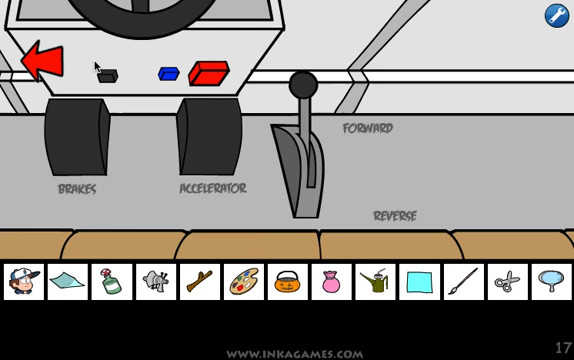 FORWARD
BRAKES
ACCELERATOR
REVERSE
17
WWW.INKAGAMES.COM